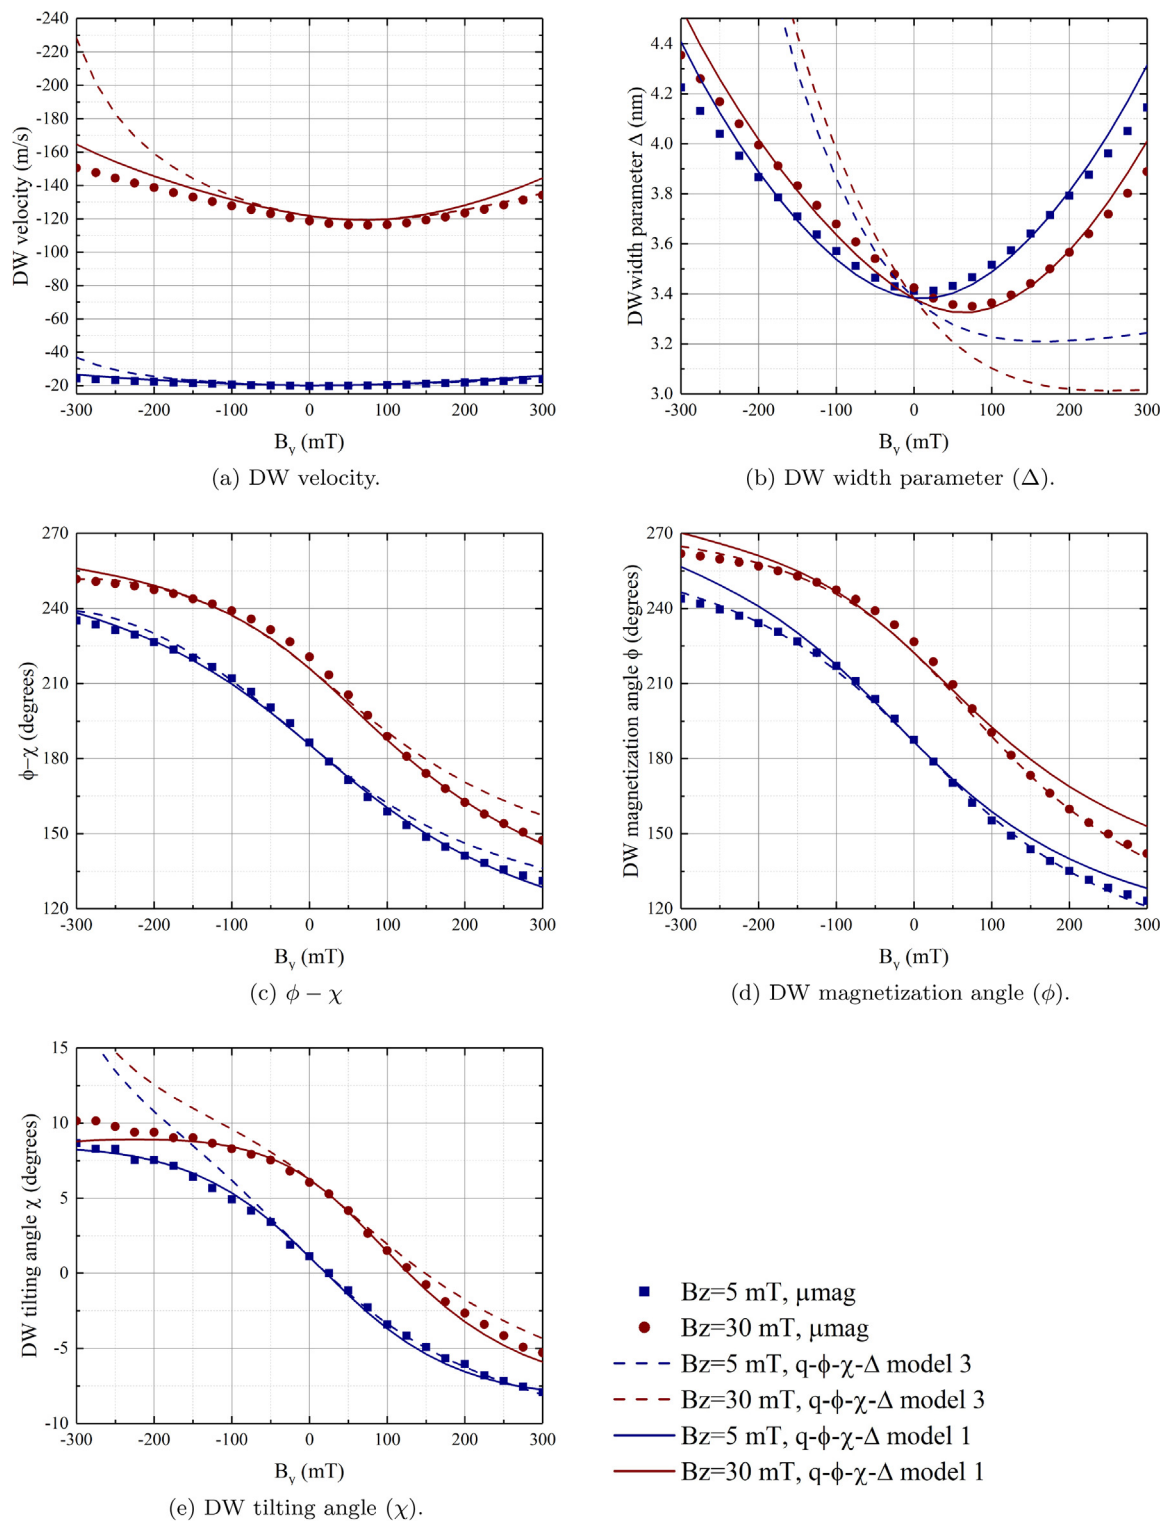 -240
-220
-200
-180
-160
-140
-120
-100
-80
-60
-40
-20
DW velocity (m/s)
-300 -200 -100 0 100 200 300
B_y (mT)
(a) DW velocity.
4.4
4.2
4.0
3.8
3.6
3.4
3.2
3.0
DW width parameter Δ (nm)
-300 -200 -100 0 100 200 300
B_y (mT)
(b) DW width parameter (Δ).
270
240
210
180
150
120
ϕ−χ (degrees)
-300 -200 -100 0 100 200 300
B_y (mT)
(c) ϕ − χ
270
240
210
180
150
120
DW magnetization angle ϕ (degrees)
-300 -200 -100 0 100 200 300
B_y (mT)
(d) DW magnetization angle (ϕ).
15
10
5
0
-5
-10
DW tilting angle χ (degrees)
-300 -200 -100 0 100 200 300
B_y (mT)
(e) DW tilting angle (χ).
Bz=5 mT, μmag
Bz=30 mT, μmag
Bz=5 mT, q-ϕ-χ-Δ model 3
Bz=30 mT, q-ϕ-χ-Δ model 3
Bz=5 mT, q-ϕ-χ-Δ model 1
Bz=30 mT, q-ϕ-χ-Δ model 1